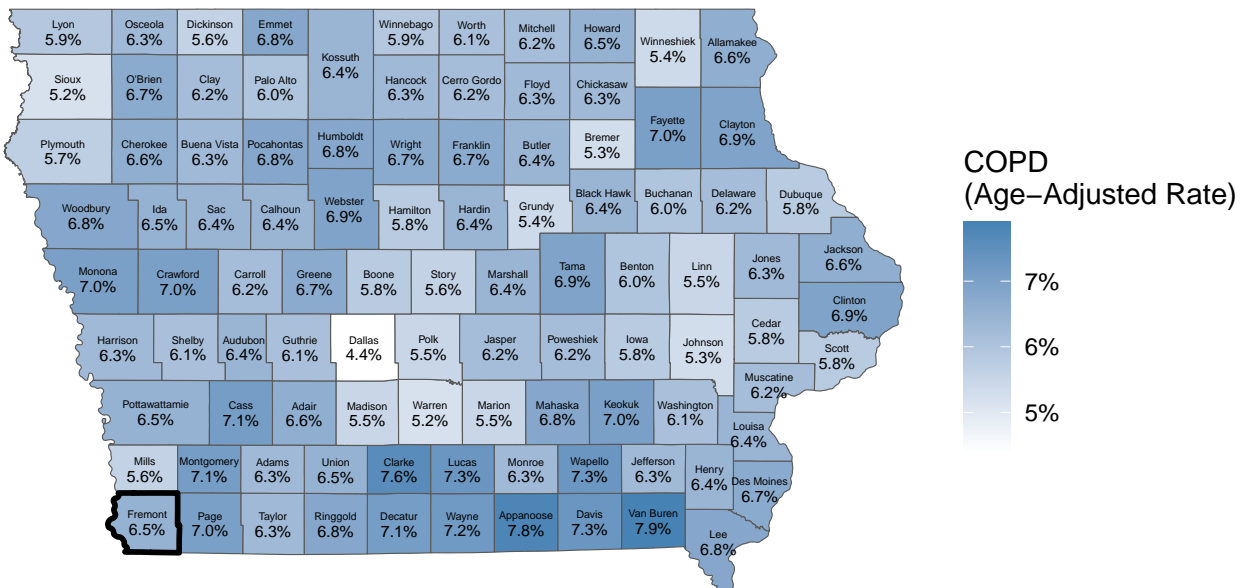 Lyon
5.9%
Osceola
6.3%
Dickinson
5.6%
Emmet
6.8%
Kossuth
6.4%
Winnebago
5.9%
Worth
6.1%
Mitchell
6.2%
Howard
6.5%
Winneshiek
5.4%
Allamakee
6.6%
Sioux
5.2%
O'Brien
6.7%
Clay
6.2%
Palo Alto
6.0%
Hancock
6.3%
Cerro Gordo
6.2%
Floyd
6.3%
Chickasaw
6.3%
Fayette
7.0%
Clayton
6.9%
Plymouth
5.7%
Cherokee
6.6%
Buena Vista
6.3%
Pocahontas
6.8%
Humboldt
6.8%
Wright
6.7%
Franklin
6.7%
Butler
6.4%
Bremer
5.3%
Woodbury
6.8%
Ida
6.5%
Sac
6.4%
Calhoun
6.4%
Webster
6.9%
Hamilton
5.8%
Hardin
6.4%
Grundy
5.4%
Black Hawk
6.4%
Buchanan
6.0%
Delaware
6.2%
Dubuque
5.8%
Monona
7.0%
Crawford
7.0%
Carroll
6.2%
Greene
6.7%
Boone
5.8%
Story
5.6%
Marshall
6.4%
Tama
6.9%
Benton
6.0%
Linn
5.5%
Jones
6.3%
Jackson
6.6%
Clinton
6.9%
Harrison
6.3%
Shelby
6.1%
Audubon
6.4%
Guthrie
6.1%
Dallas
4.4%
Polk
5.5%
Jasper
6.2%
Poweshiek
6.2%
Iowa
5.8%
Johnson
5.3%
Cedar
5.8%
Scott
5.8%
Muscatine
6.2%
Pottawattamie
6.5%
Cass
7.1%
Adair
6.6%
Madison
5.5%
Warren
5.2%
Marion
5.5%
Mahaska
6.8%
Keokuk
7.0%
Washington
6.1%
Louisa
6.4%
Mills
5.6%
Montgomery
7.1%
Adams
6.3%
Union
6.5%
Clarke
7.6%
Lucas
7.3%
Monroe
6.3%
Wapello
7.3%
Jefferson
6.3%
Henry
6.4%
Des Moines
6.7%
Fremont
6.5%
Page
7.0%
Taylor
6.3%
Ringgold
6.8%
Decatur
7.1%
Wayne
7.2%
Appanoose
7.8%
Davis
7.3%
Van Buren
7.9%
Lee
6.8%
COPD
(Age−Adjusted Rate)
7%
6%
5%